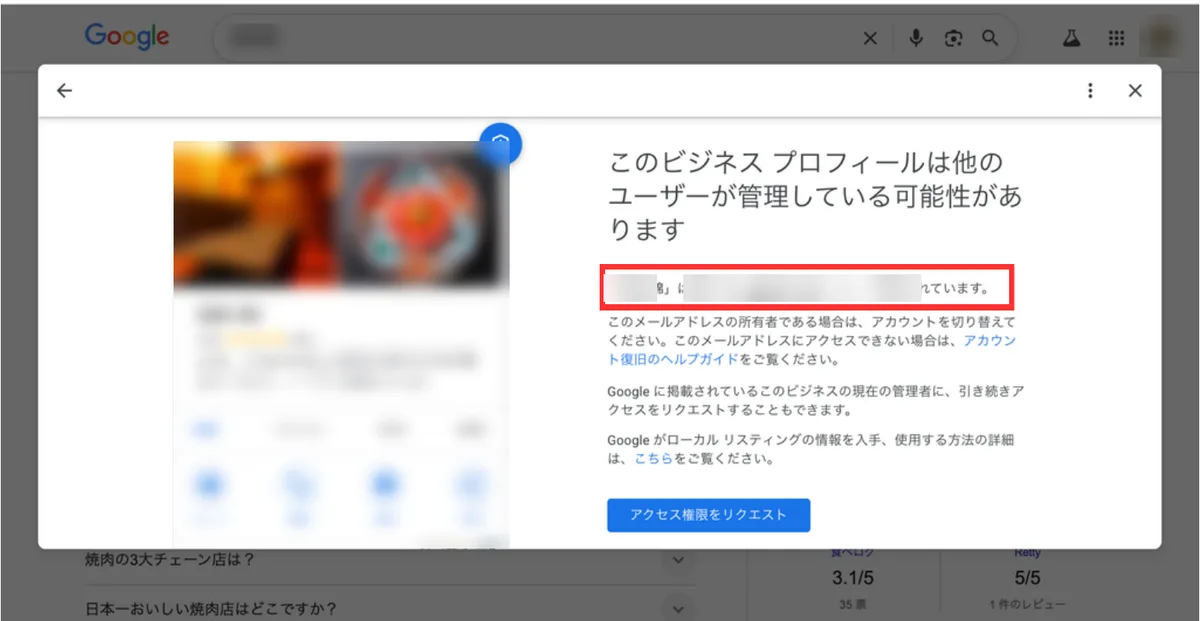 Google
このビジネス プロフィールは他の
ユーザーが管理している可能性があ
ります
」は
れています。
このメールアドレスの所有者である場合は、アカウントを切り替えて
ください。このメールアドレスにアクセスできない場合は、アカウン
ト復旧のヘルプガイドをご覧ください。
Google に掲載されているこのビジネスの現在の管理者に、引き続きア
クセスをリクエストすることもできます。
Google がローカル リスティングの情報を入手、使用する方法の詳細
は、こちらをご覧ください。
アクセス権限をリクエスト
焼肉の3大チェーン店は？
日本一おいしい焼肉店はどこですか？
食べログ
3.1/5
35 票
Retty
5/5
1 件のレビュー